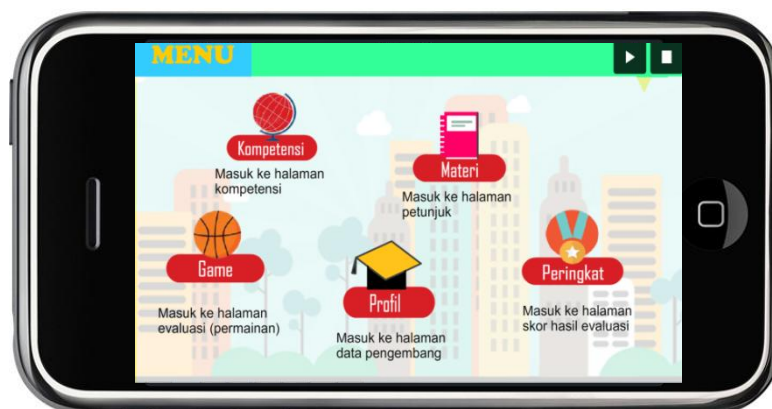 MENU
Kompetensi
Masuk ke halaman
kompetensi
Materi
Masuk ke halaman
petunjuk
Game
Masuk ke halaman
evaluasi (permainan)
Profil
Masuk ke halaman
data pengembang
Peringkat
Masuk ke halaman
skor hasil evaluasi